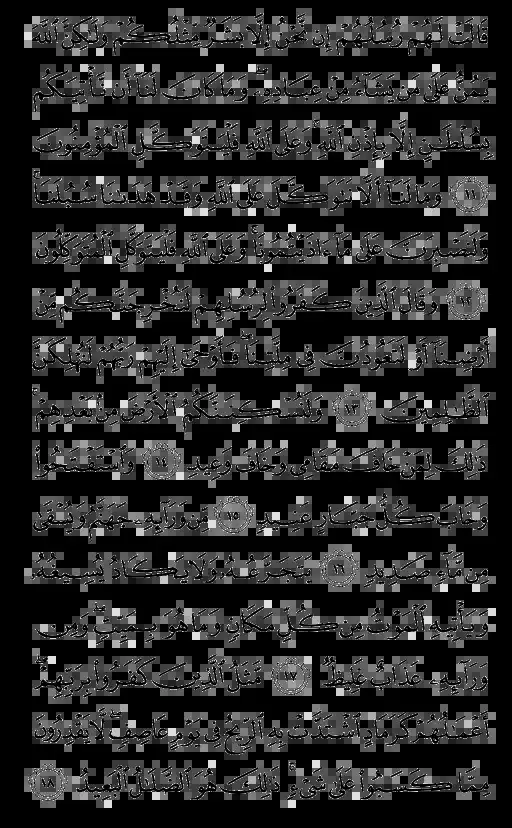 قَالَتْ لَهُمْ رُسُلُهُمْ إِن نَّحْنُ إِلَّا بَشَرٌ مِّثْلُكُمْ وَلَٰكِنَّ ٱللَّهَ
يَمُنُّ عَلَىٰ مَن يَشَآءُ مِنْ عِبَادِهِۦ ۖ وَمَا كَانَ لَنَآ أَن نَّأْتِيَكُم
بِسُلْطَٰنٍ إِلَّا بِإِذْنِ ٱللَّهِ ۚ وَعَلَى ٱللَّهِ فَلْيَتَوَكَّلِ ٱلْمُؤْمِنُونَ
١١ وَمَا لَنَآ أَلَّا نَتَوَكَّلَ عَلَى ٱللَّهِ وَقَدْ هَدَىٰنَا سُبُلَنَا ۚ
وَلَنَصْبِرَنَّ عَلَىٰ مَآ ءَاذَيْتُمُونَا ۚ وَعَلَى ٱللَّهِ فَلْيَتَوَكَّلِ ٱلْمُتَوَكِّلُونَ
١٢ وَقَالَ ٱلَّذِينَ كَفَرُوا۟ لِرُسُلِهِمْ لَنُخْرِجَنَّكُم مِّنْ
أَرْضِنَآ أَوْ لَتَعُودُنَّ فِى مِلَّتِنَا ۖ فَأَوْحَىٰٓ إِلَيْهِمْ رَبُّهُمْ لَنُهْلِكَنَّ
ٱلظَّٰلِمِينَ ١٣ وَلَنُسْكِنَنَّكُمُ ٱلْأَرْضَ مِنۢ بَعْدِهِمْ ۚ
ذَٰلِكَ لِمَنْ خَافَ مَقَامِى وَخَافَ وَعِيدِ ١٤ وَٱسْتَفْتَحُوا۟
وَخَابَ كُلُّ جَبَّارٍ عَنِيدٍ ١٥ مِّن وَرَآئِهِۦ جَهَنَّمُ وَيُسْقَىٰ
مِن مَّآءٍ صَدِيدٍ ١٦ يَتَجَرَّعُهُۥ وَلَا يَكَادُ يُسِيغُهُۥ
وَيَأْتِيهِ ٱلْمَوْتُ مِن كُلِّ مَكَانٍ وَمَا هُوَ بِمَيِّتٍ ۖ وَمِن
وَرَآئِهِۦ عَذَابٌ غَلِيظٌ ١٧ مَّثَلُ ٱلَّذِينَ كَفَرُوا۟ بِرَبِّهِمْ ۖ
أَعْمَٰلُهُمْ كَرَمَادٍ ٱشْتَدَّتْ بِهِ ٱلرِّيحُ فِى يَوْمٍ عَاصِفٍ ۖ لَّا يَقْدِرُونَ
مِمَّا كَسَبُوا۟ عَلَىٰ شَىْءٍ ۚ ذَٰلِكَ هُوَ ٱلضَّلَٰلُ ٱلْبَعِيدُ ١٨